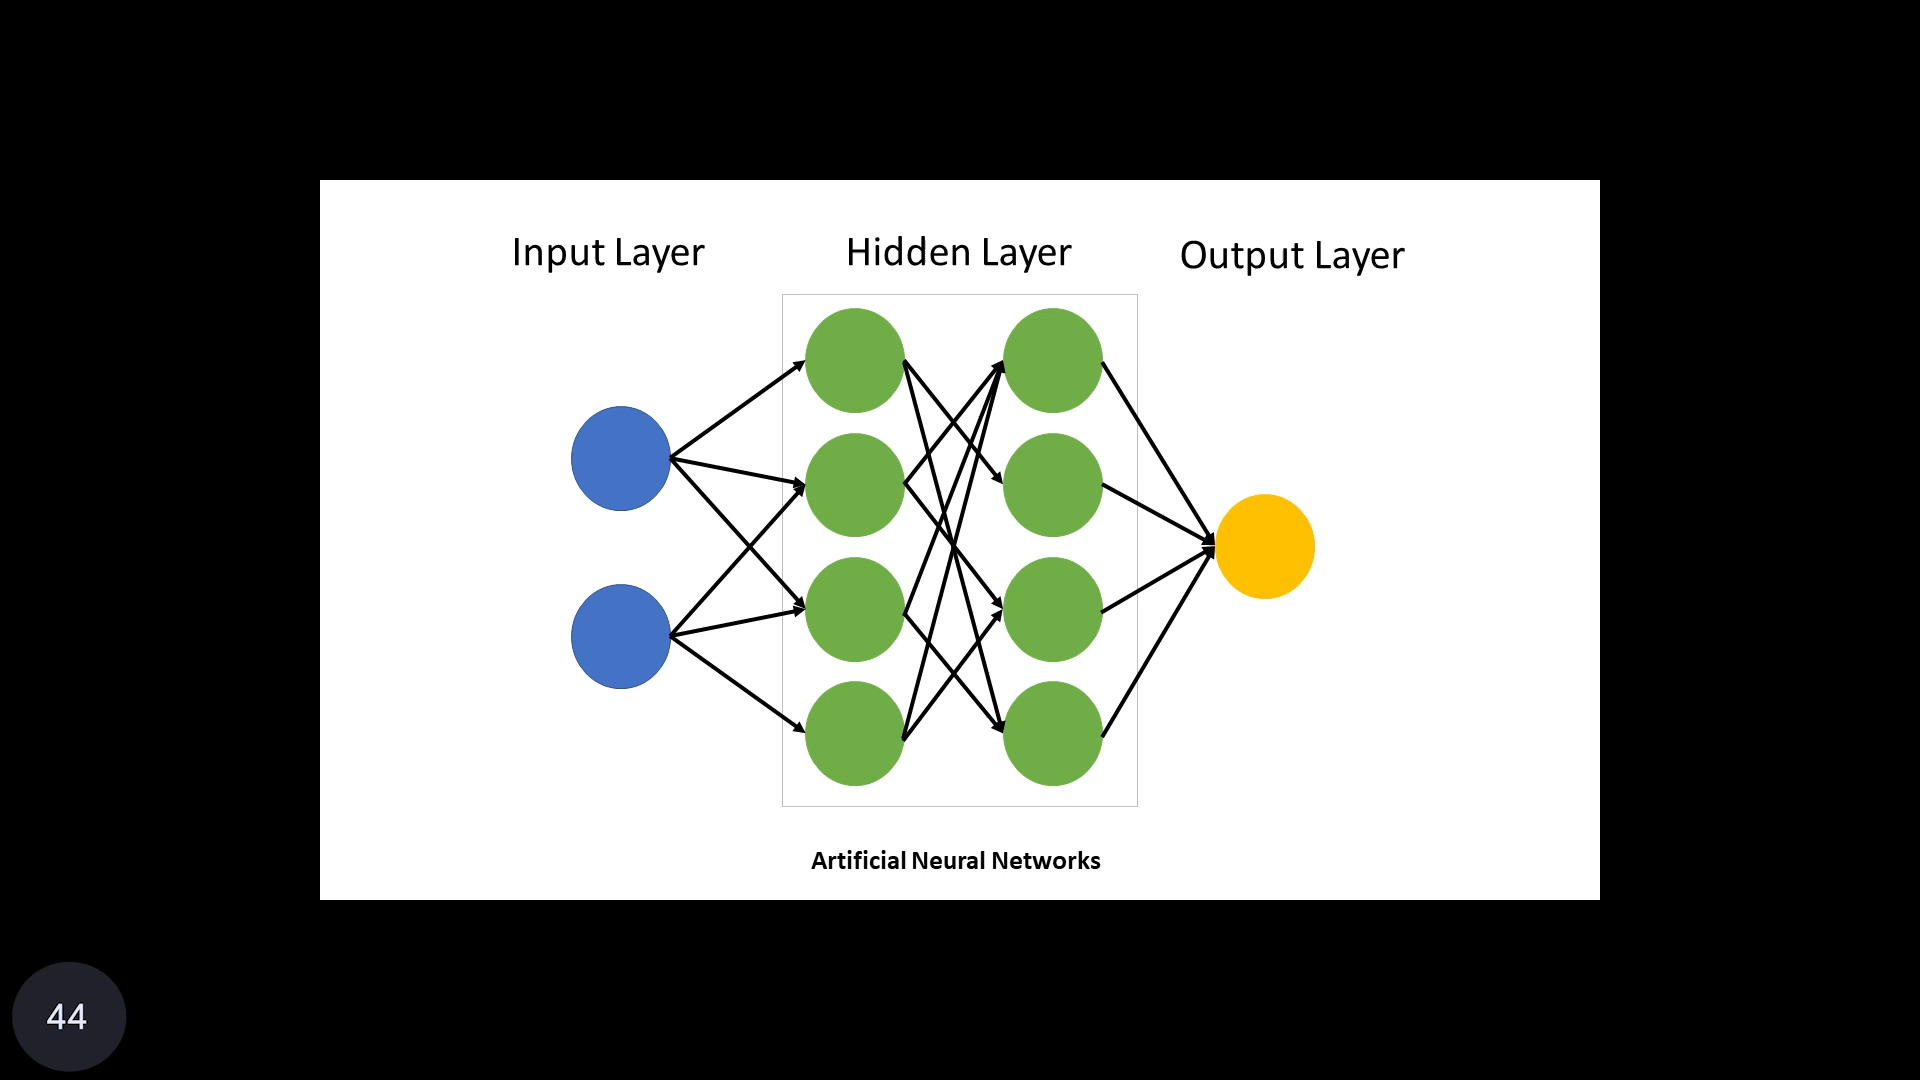 Input Layer
Hidden Layer
Output Layer
Artificial Neural Networks
44